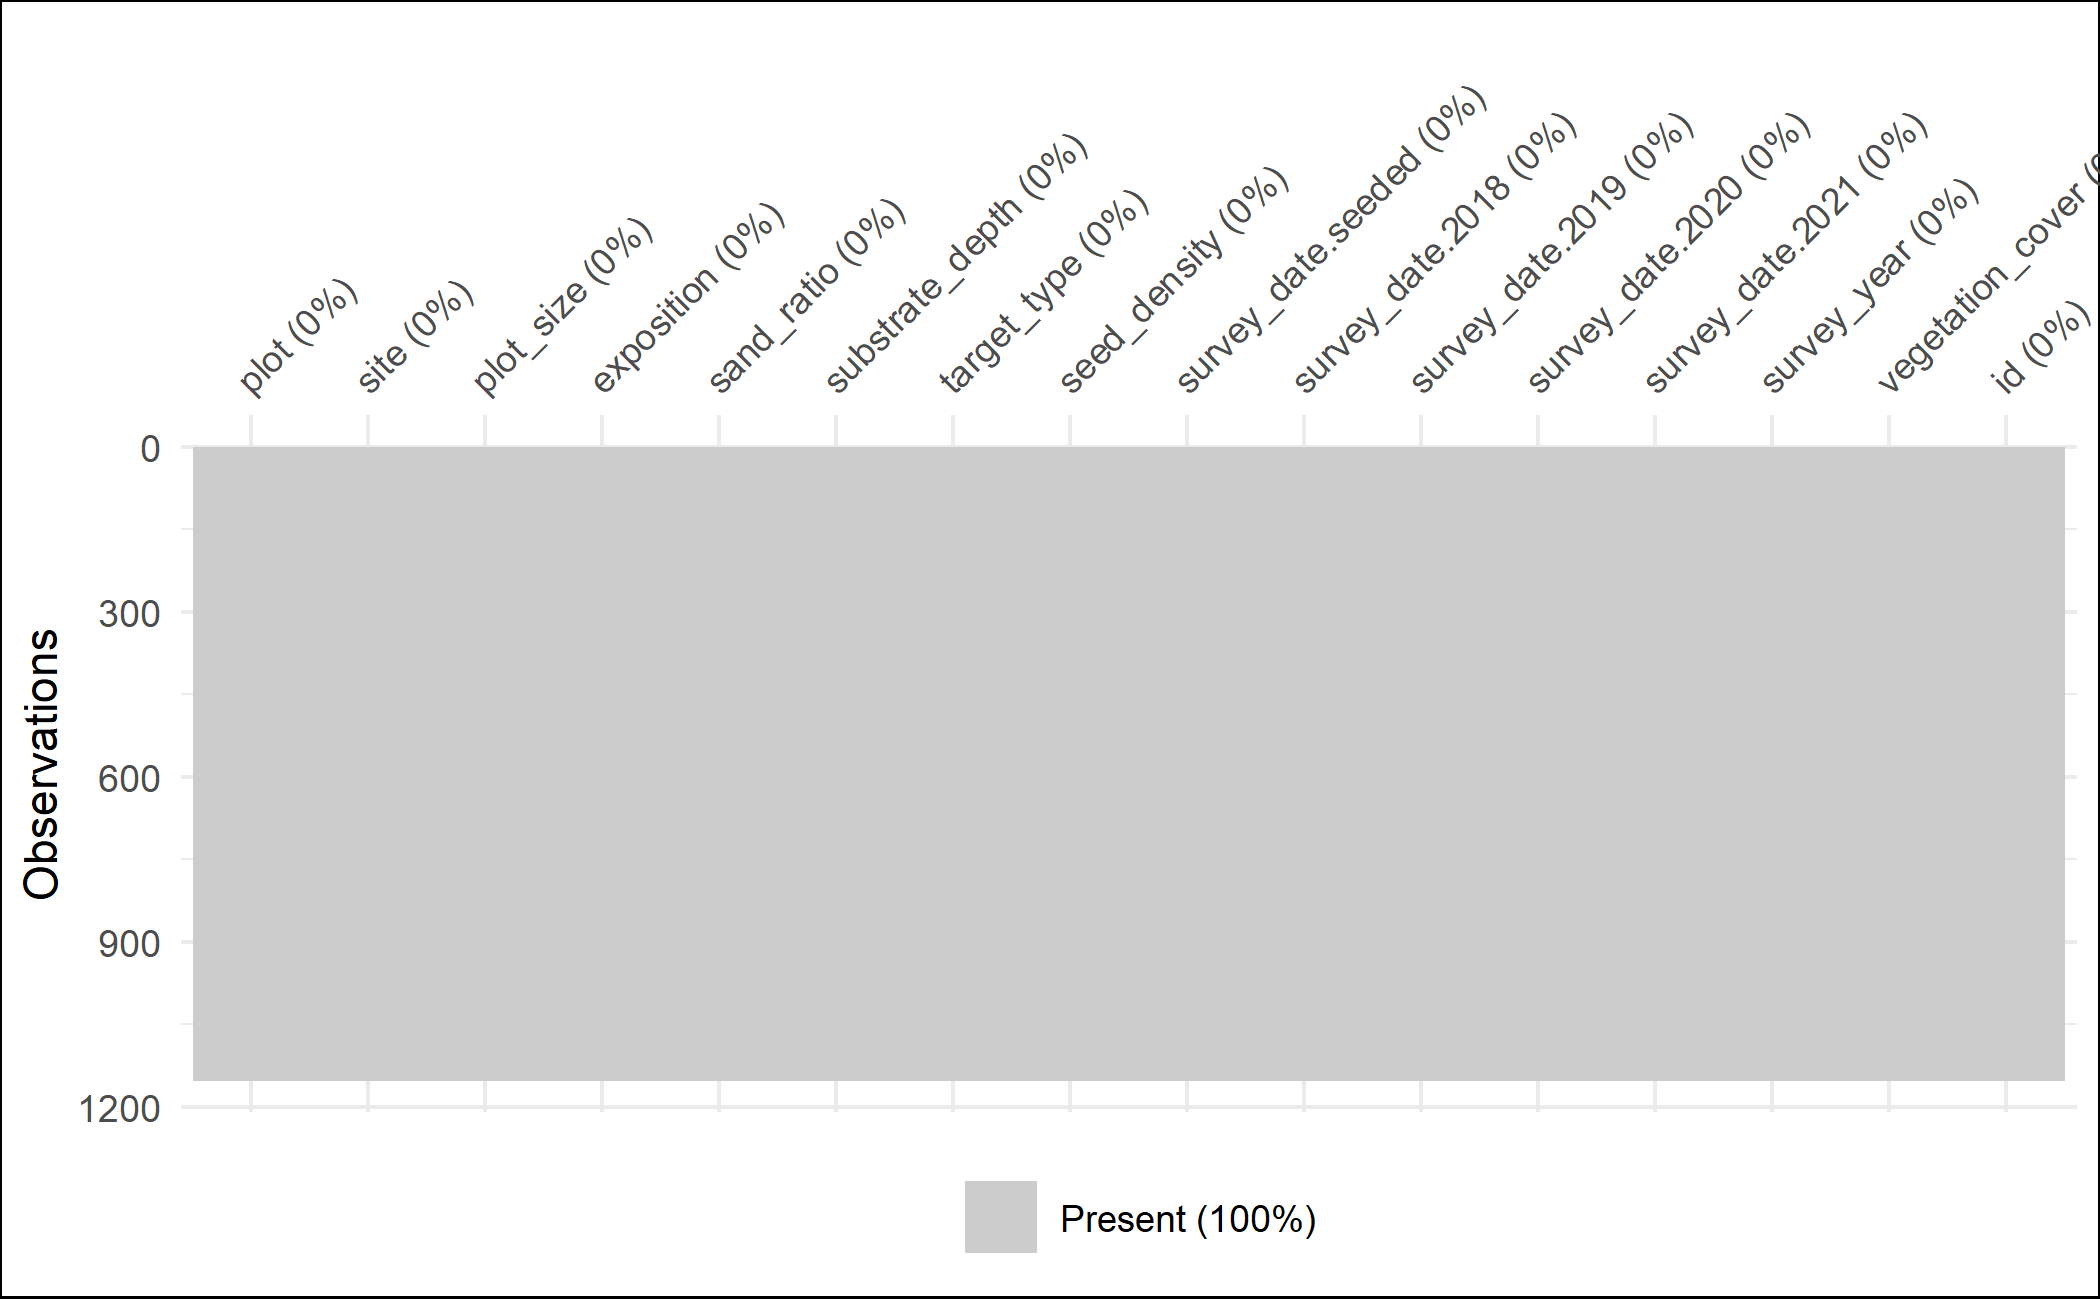 plot (0%)
site (0%)
plot_size (0%)
exposition (0%)
sand_ratio (0%)
substrate_depth (0%)
target_type (0%)
seed_density (0%)
survey_date.seeded (0%)
survey_date.2018 (0%)
survey_date.2019 (0%)
survey_date.2020 (0%)
survey_date.2021 (0%)
survey_year (0%)
vegetation_cover
id (0%)
Observations
0
300
600
900
1200
Present (100%)